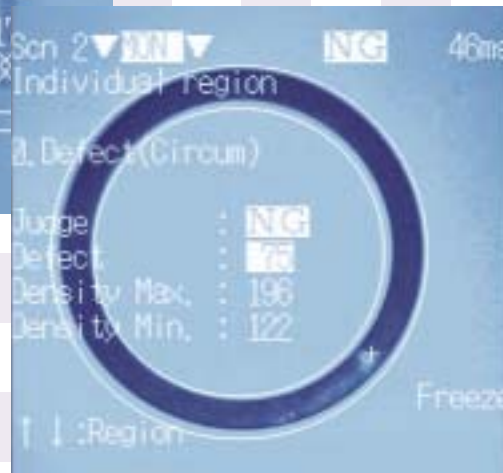 Scn 2▼MON ▼ NG 46ms
Individual region
0.Defect(Circum)
Judge : NG
Defect : 75
Density Max. : 196
Density Min. : 122
Freeze
↑↓:Region